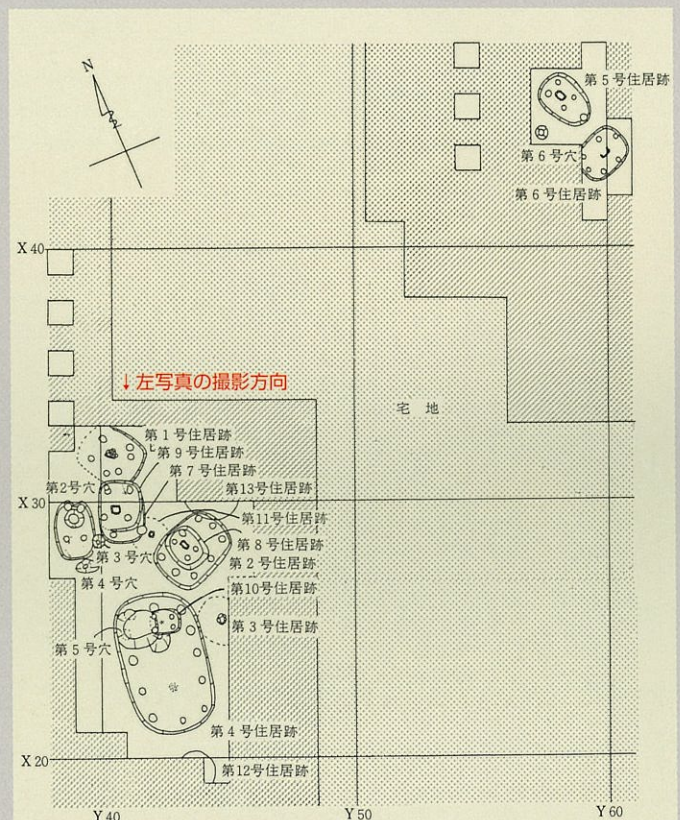 N
第5号住居跡
第6号穴
第6号住居跡
X 40
↓左写真の撮影方向
宅 地
第1号住居跡
第9号住居跡
第7号住居跡
第2号穴
第13号住居跡
X 30
第11号住居跡
第8号住居跡
第3号穴
第2号住居跡
第4号穴
第10号住居跡
第3号住居跡
第5号穴
第4号住居跡
X 20
第12号住居跡
Y 40
Y 50
Y 60